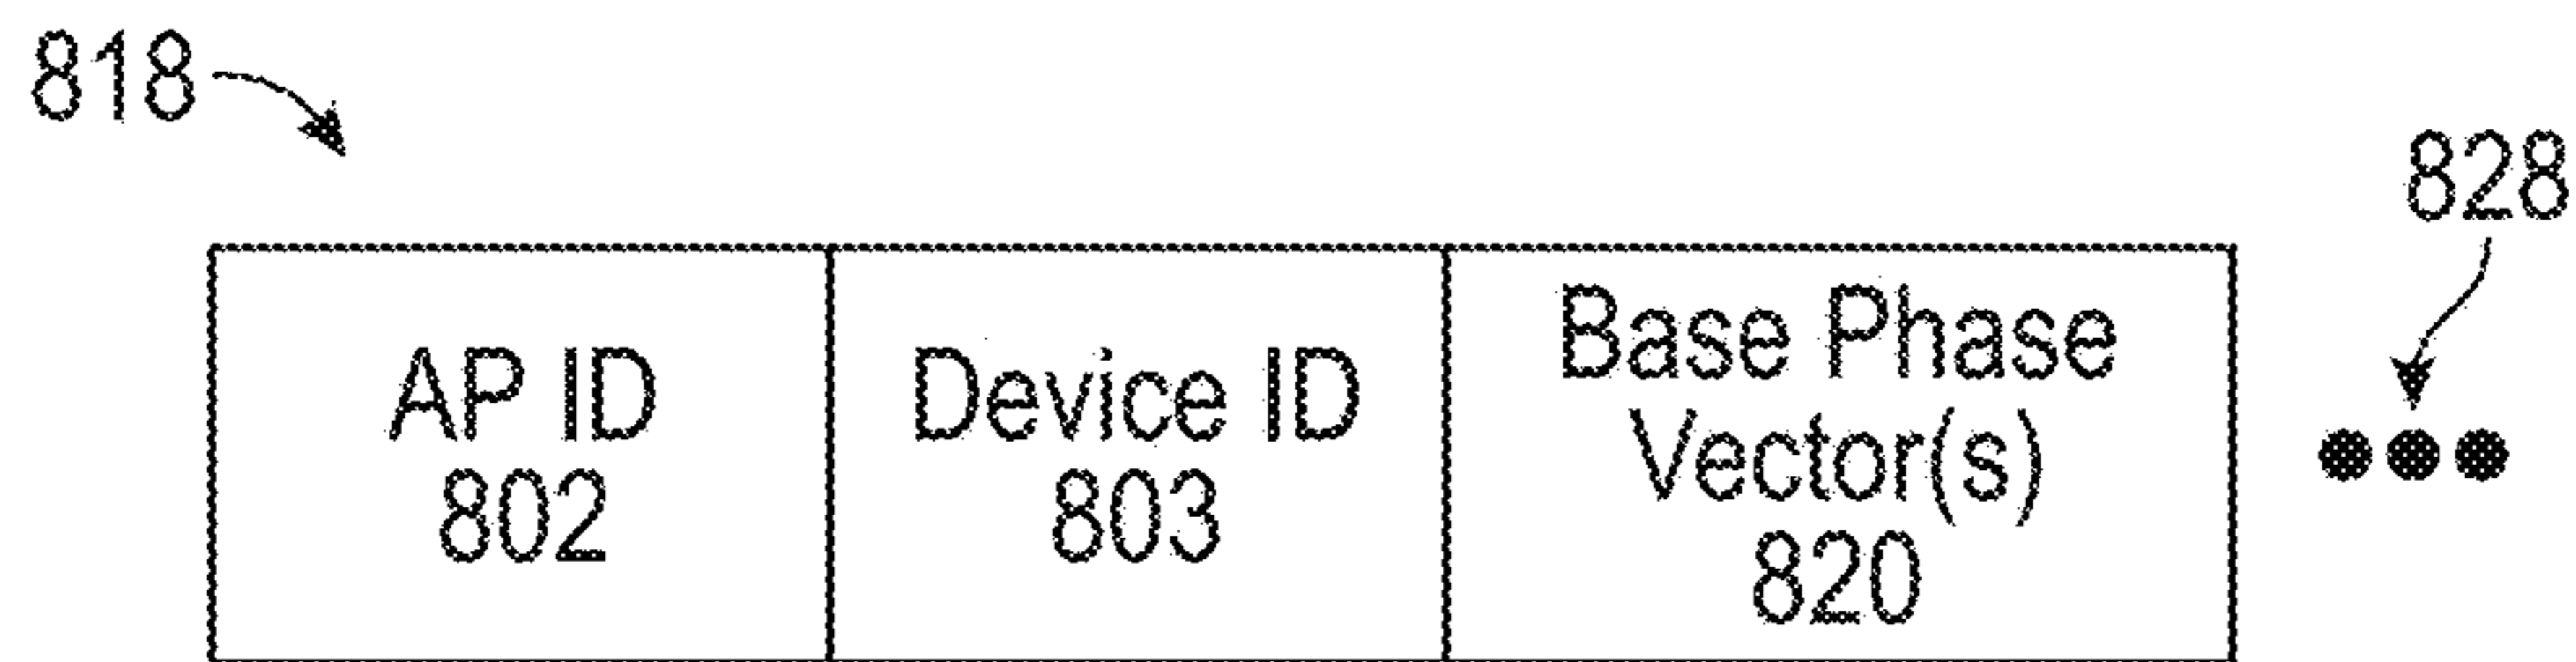 818
828
AP ID
802
Device ID
803
Base Phase
Vector(s)
820